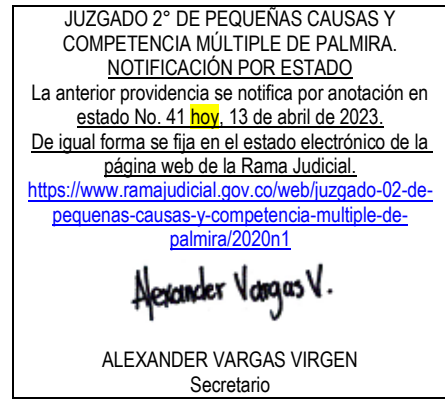 JUZGADO 2° DE PEQUEÑAS CAUSAS Y
COMPETENCIA MÚLTIPLE DE PALMIRA.
NOTIFICACIÓN POR ESTADO
La anterior providencia se notifica por anotación en
estado No. 41 hoy, 13 de abril de 2023.
De igual forma se fija en el estado electrónico de la
página web de la Rama Judicial.
https://www.ramajudicial.gov.co/web/juzgado-02-de-
pequenas-causas-y-competencia-multiple-de-
palmira/2020n1
Alexander Vargas V.
ALEXANDER VARGAS VIRGEN
Secretario